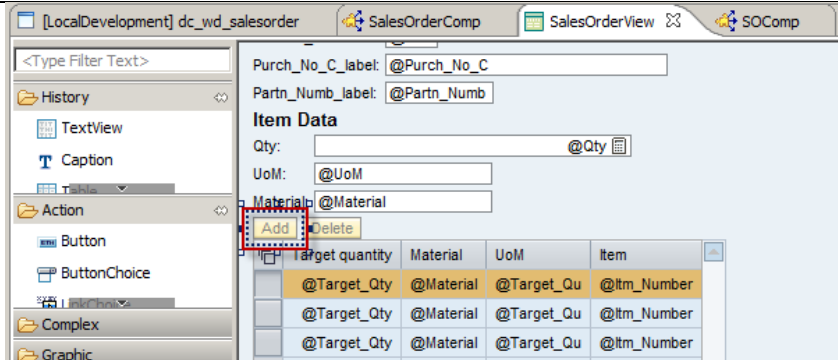 [LocalDevelopment] dc_wd_salesorder SalesOrderComp SalesOrderView SOComp
<Type Filter Text>
History
TextView
Caption
Action
Button
ButtonChoice
LinkChoice
Complex
Graphic
Purch_No_C_label: @Purch_No_C
Partn_Numb_label: @Partn_Numb
Item Data
Qty: @Qty
UoM: @UoM
Material: @Material
Add Delete
Target quantity Material UoM Item
@Target_Qty @Material @Target_Qu @Itm_Number
@Target_Qty @Material @Target_Qu @Itm_Number
@Target_Qty @Material @Target_Qu @Itm_Number